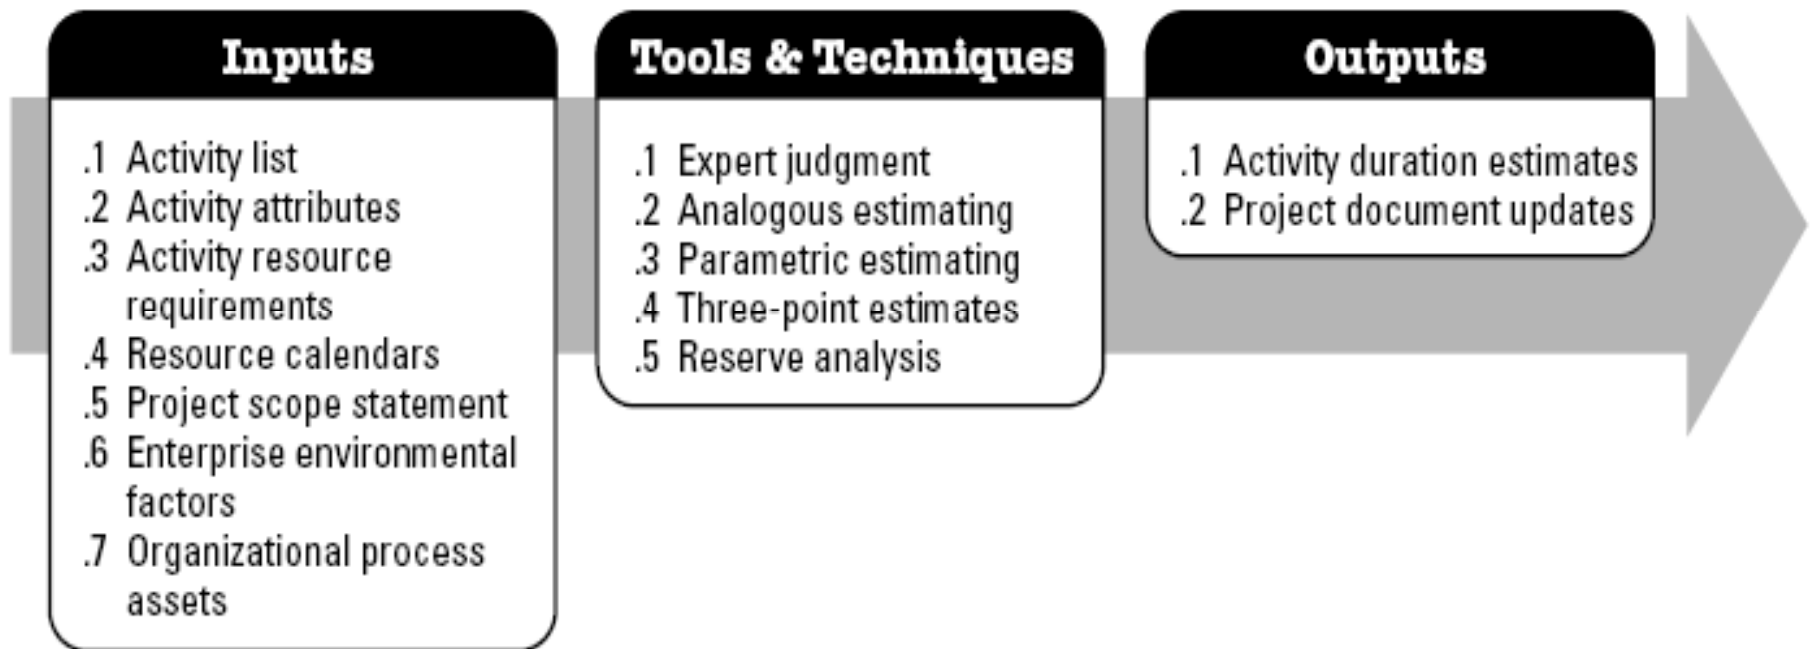 Inputs
.1 Activity list
.2 Activity attributes
.3 Activity resource
requirements
.4 Resource calendars
.5 Project scope statement
.6 Enterprise environmental
factors
.7 Organizational process
assets
Tools & Techniques
.1 Expert judgment
.2 Analogous estimating
.3 Parametric estimating
.4 Three-point estimates
.5 Reserve analysis
Outputs
.1 Activity duration estimates
.2 Project document updates